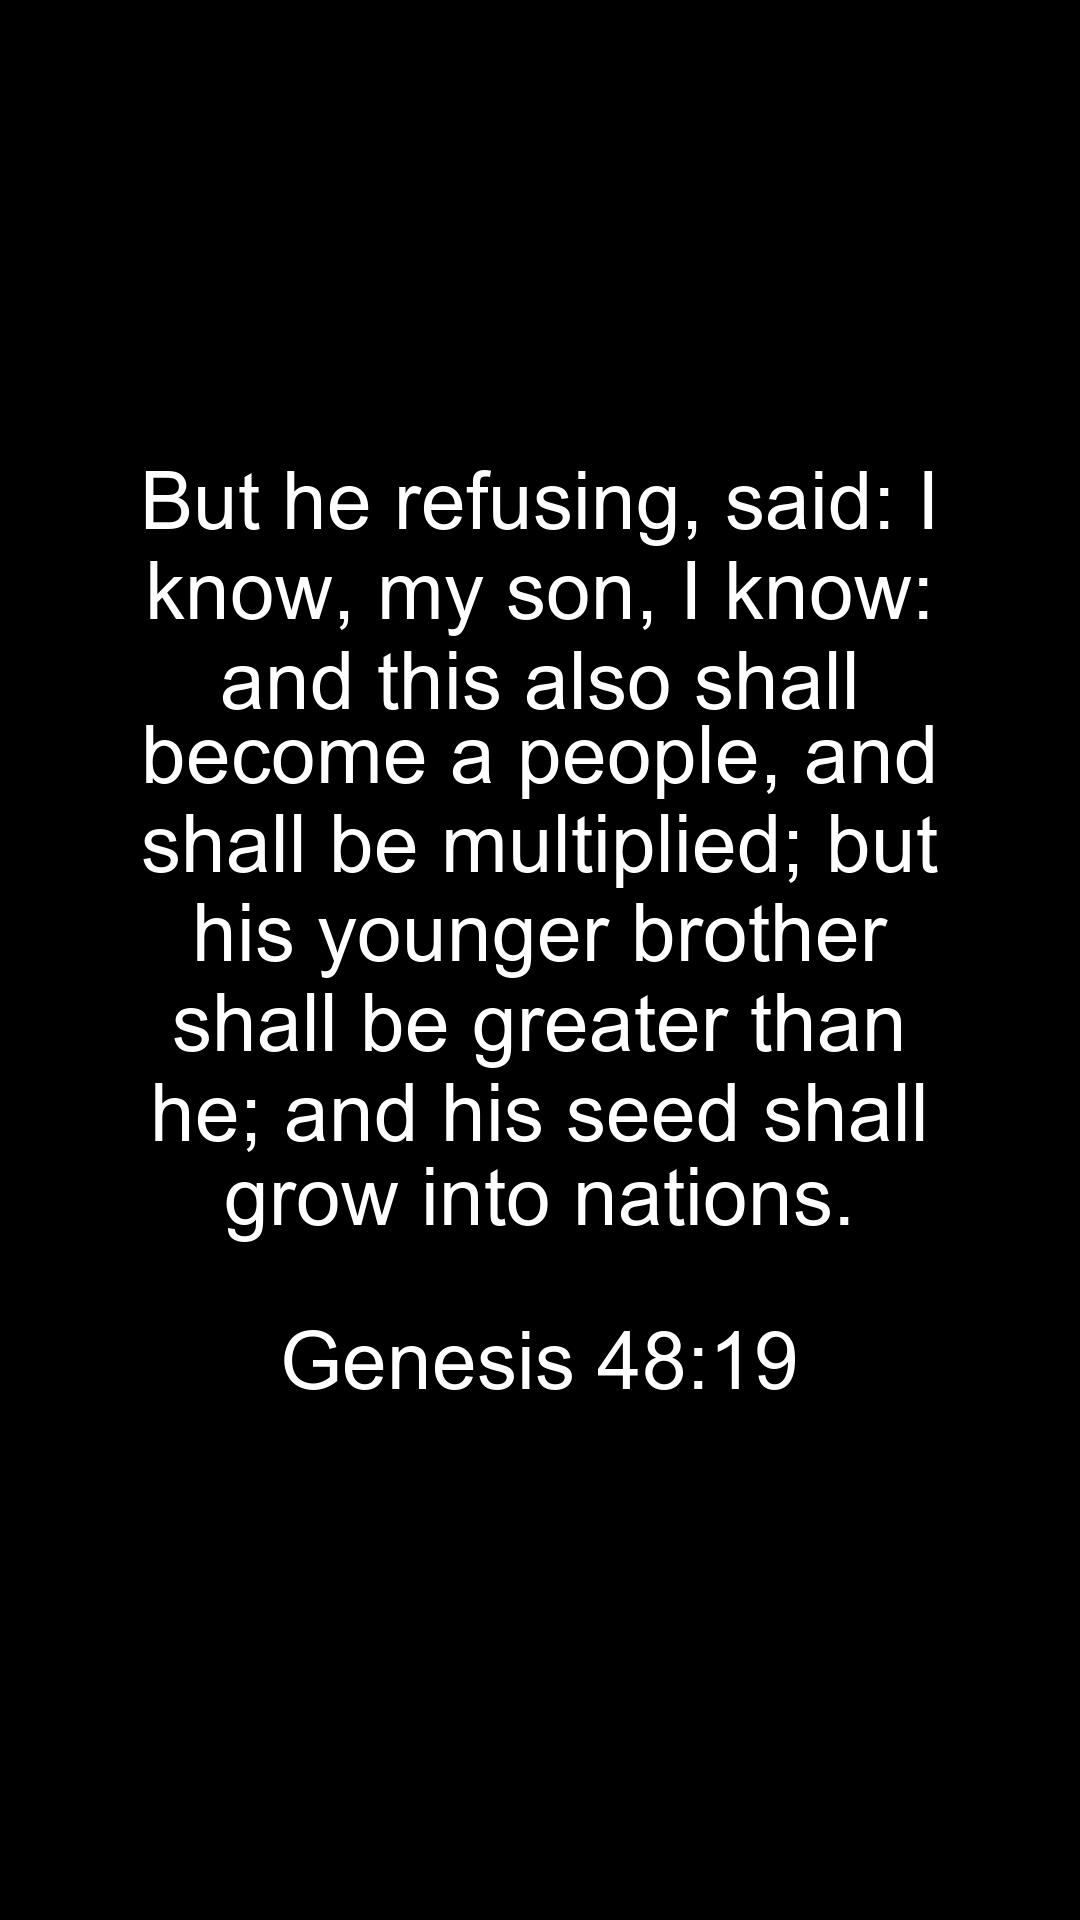 But he refusing, said: I
know, my son, I know:
and this also shall
become a people, and
shall be multiplied; but
his younger brother
shall be greater than
he; and his seed shall
grow into nations.
Genesis 48:19